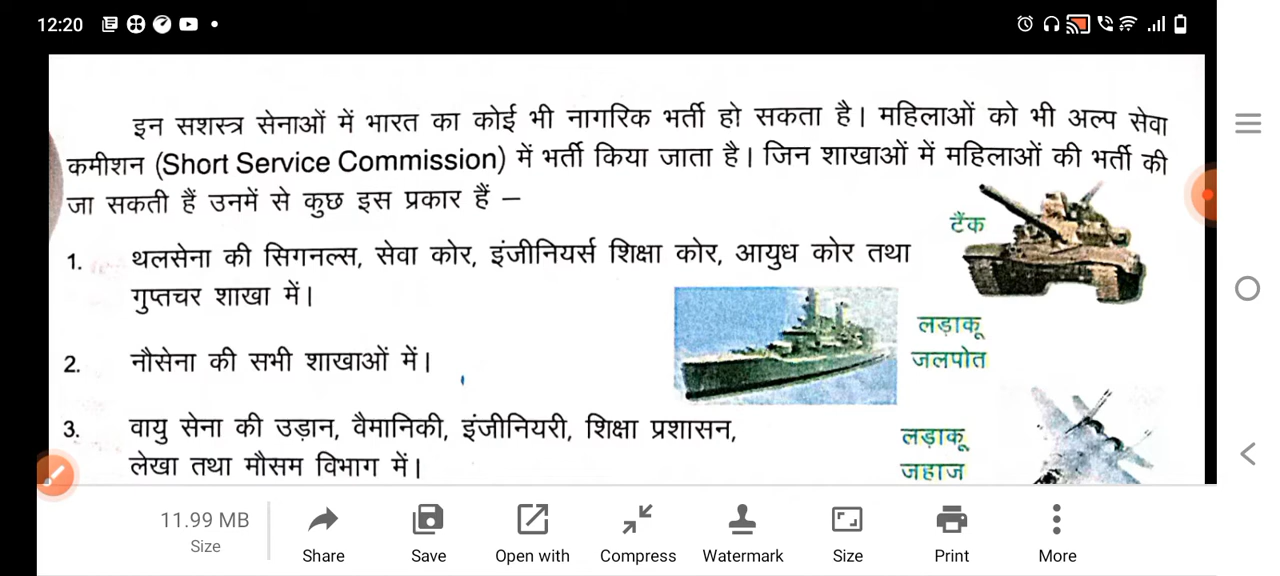 12:20
इन सशस्त्र सेनाओं में भारत का कोई भी नागरिक भर्ती हो सकता है। महिलाओं को भी अल्प सेवा
कमीशन (Short Service Commission) में भर्ती किया जाता है। जिन शाखाओं में महिलाओं की भर्ती की
जा सकती हैं उनमें से कुछ इस प्रकार हैं –
टैंक
1. थलसेना की सिगनल्स, सेवा कोर, इंजीनियर्स शिक्षा कोर, आयुध कोर तथा
गुप्तचर शाखा में।
लड़ाकू
जलपोत
2. नौसेना की सभी शाखाओं में।
3. वायु सेना की उड़ान, वैमानिकी, इंजीनियरी, शिक्षा प्रशासन,
लेखा तथा मौसम विभाग में।
लड़ाकू
जहाज
11.99 MB
Size
Share
Save
Open with
Compress
Watermark
Size
Print
More